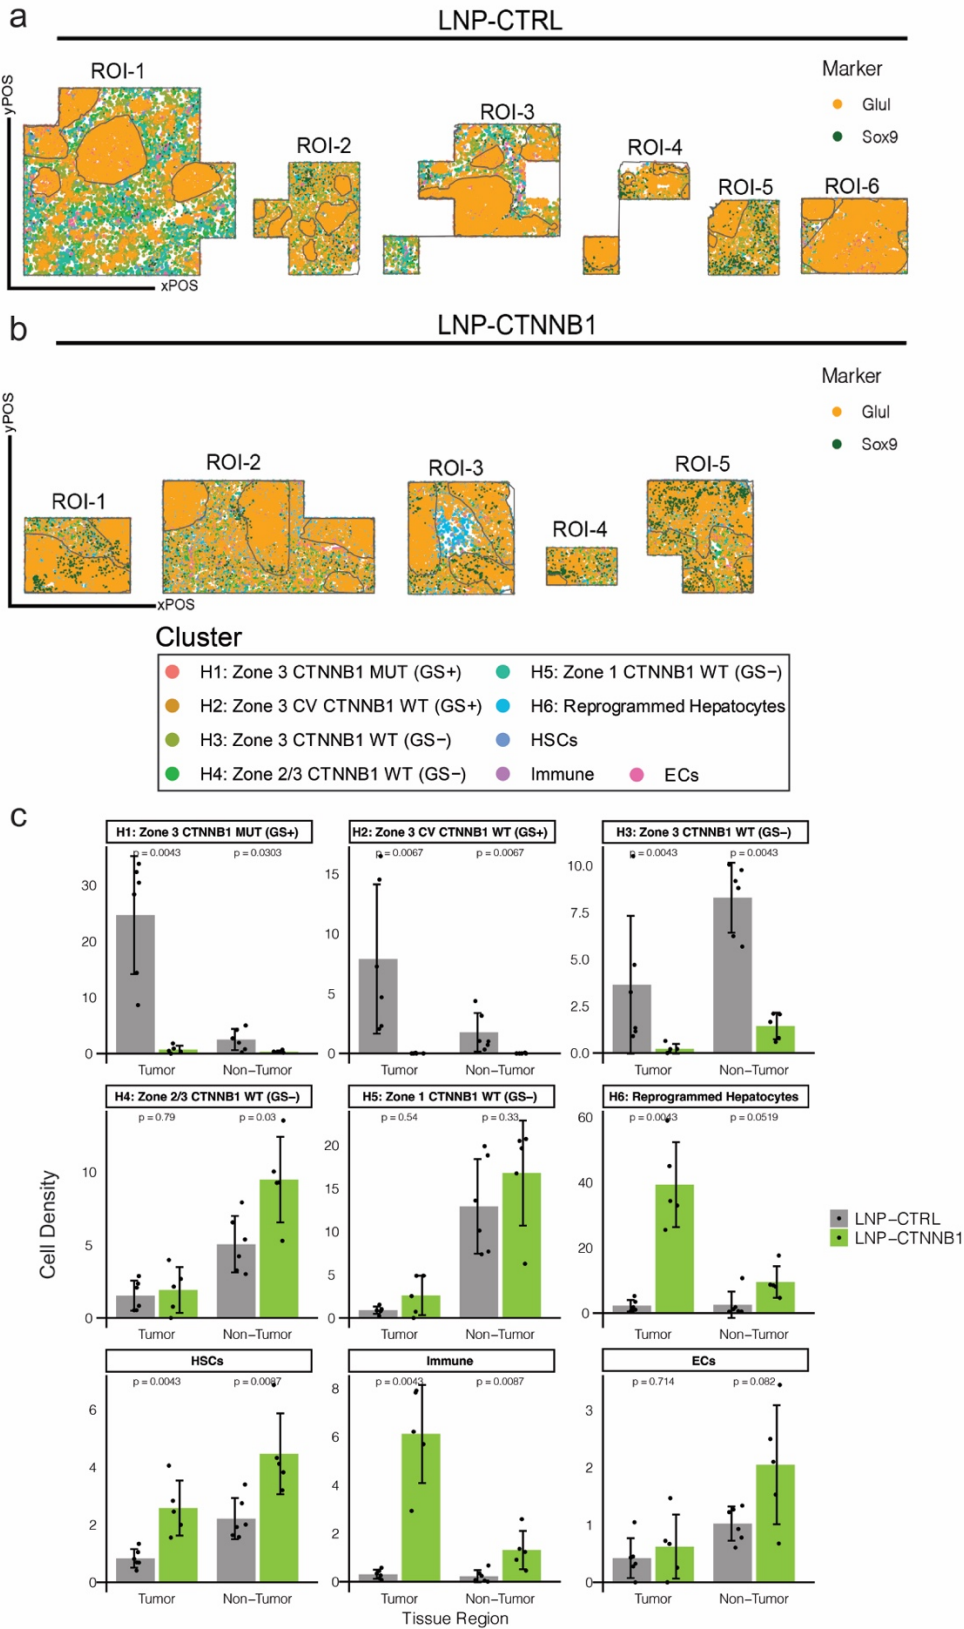 a
LNP-CTRL
ROI-1
ROI-2
ROI-3
ROI-4
ROI-5
ROI-6
Marker
Glul
Sox9
yPOS
xPOS
b
LNP-CTNNB1
Marker
Glul
Sox9
yPOS
ROI-1
ROI-2
ROI-3
ROI-4
ROI-5
xPOS
Cluster
H1: Zone 3 CTNNB1 MUT (GS+)
H2: Zone 3 CV CTNNB1 WT (GS+)
H3: Zone 3 CTNNB1 WT (GS−)
H4: Zone 2/3 CTNNB1 WT (GS−)
H5: Zone 1 CTNNB1 WT (GS−)
H6: Reprogrammed Hepatocytes
HSCs
Immune
ECs
c
Cell Density
H1: Zone 3 CTNNB1 MUT (GS+)
p = 0.0043 p = 0.0303
30
20
10
0
Tumor Non−Tumor
H2: Zone 3 CV CTNNB1 WT (GS+)
p = 0.0067 p = 0.0067
15
10
5
0
Tumor Non−Tumor
H3: Zone 3 CTNNB1 WT (GS−)
p = 0.0043 p = 0.0043
10.0
7.5
5.0
2.5
0.0
Tumor Non−Tumor
H4: Zone 2/3 CTNNB1 WT (GS−)
p = 0.79 p = 0.03
10
5
0
Tumor Non−Tumor
H5: Zone 1 CTNNB1 WT (GS−)
p = 0.54 p = 0.33
20
15
10
5
0
Tumor Non−Tumor
H6: Reprogrammed Hepatocytes
p = 0.0043 p = 0.0519
60
40
20
0
Tumor Non−Tumor
LNP−CTRL
LNP−CTNNB1
HSCs
p = 0.0043 p = 0.0087
6
4
2
0
Tumor Non−Tumor
Immune
p = 0.0043 p = 0.0087
8
6
4
2
0
Tumor Non−Tumor
ECs
p = 0.714 p = 0.082
3
2
1
0
Tumor Non−Tumor
Tissue Region